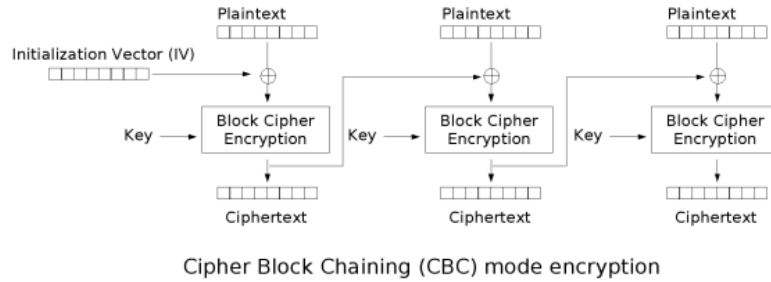 Plaintext
Plaintext
Plaintext
Initialization Vector (IV)
Key
Block Cipher
Encryption
Key
Block Cipher
Encryption
Key
Block Cipher
Encryption
Ciphertext
Ciphertext
Ciphertext
Cipher Block Chaining (CBC) mode encryption